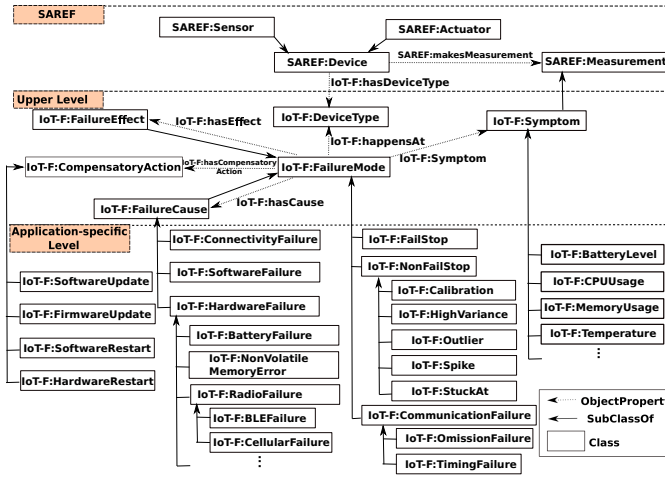 SAREF
SAREF:Sensor
SAREF:Actuator
SAREF:Device
SAREF:makesMeasurement
SAREF:Measurement
IoT-F:hasDeviceType
Upper Level
IoT-F:FailureEffect
IoT-F:hasEffect
IoT-F:DeviceType
IoT-F:Symptom
IoT-F:happensAt
IoT-F:Symptom
IoT-F:CompensatoryAction
IoT-F:hasCompensatory
Action
IoT-F:FailureMode
IoT-F:hasCause
IoT-F:FailureCause
Application-specific
Level
IoT-F:ConnectivityFailure
IoT-F:SoftwareFailure
IoT-F:HardwareFailure
IoT-F:BatteryFailure
IoT-F:NonVolatile
MemoryError
IoT-F:RadioFailure
IoT-F:BLEFailure
IoT-F:CellularFailure
...
IoT-F:SoftwareUpdate
IoT-F:FirmwareUpdate
IoT-F:SoftwareRestart
IoT-F:HardwareRestart
IoT-F:FailStop
IoT-F:NonFailStop
IoT-F:Calibration
IoT-F:HighVariance
IoT-F:Outlier
IoT-F:Spike
IoT-F:StuckAt
IoT-F:CommunicationFailure
IoT-F:OmissionFailure
IoT-F:TimingFailure
IoT-F:BatteryLevel
IoT-F:CPUUsage
IoT-F:MemoryUsage
IoT-F:Temperature
...
ObjectProperty
SubClassOf
Class